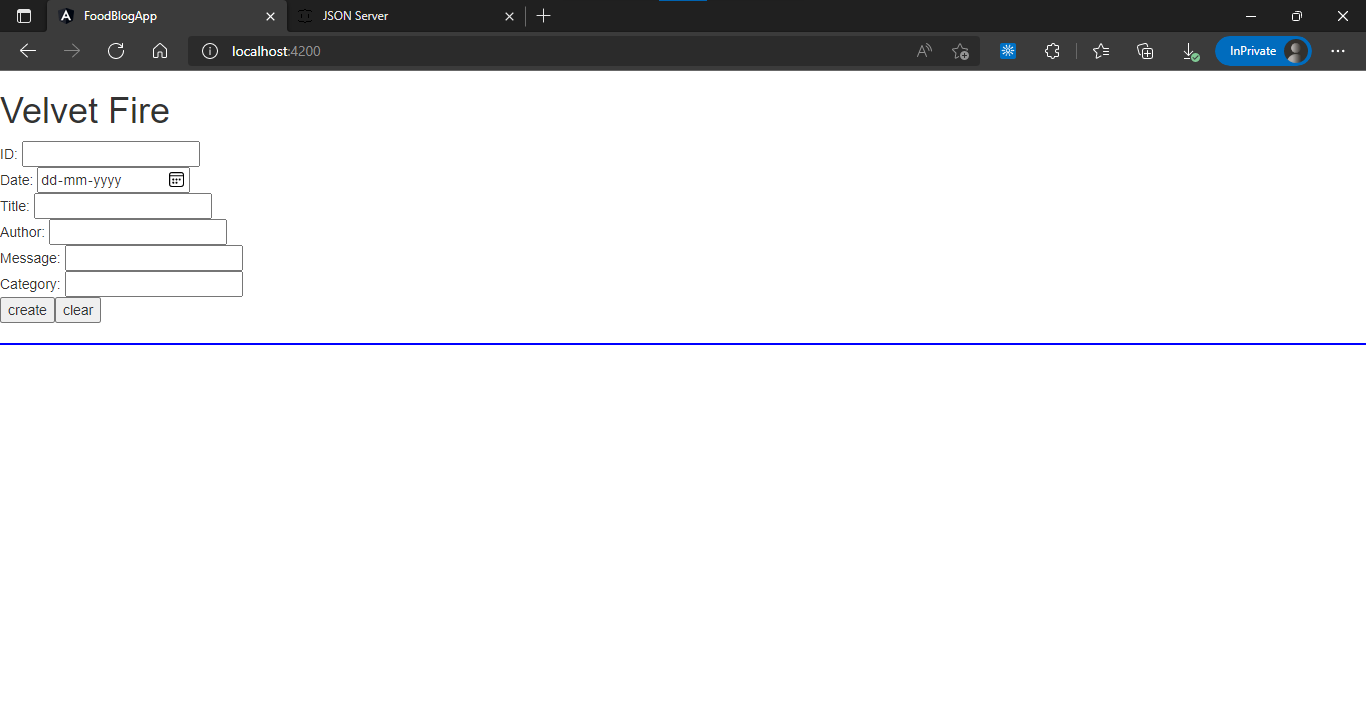 FoodBlogApp
JSON Server
localhost:4200
InPrivate
Velvet Fire
ID:
Date: dd-mm-yyyy
Title:
Author:
Message:
Category:
create clear